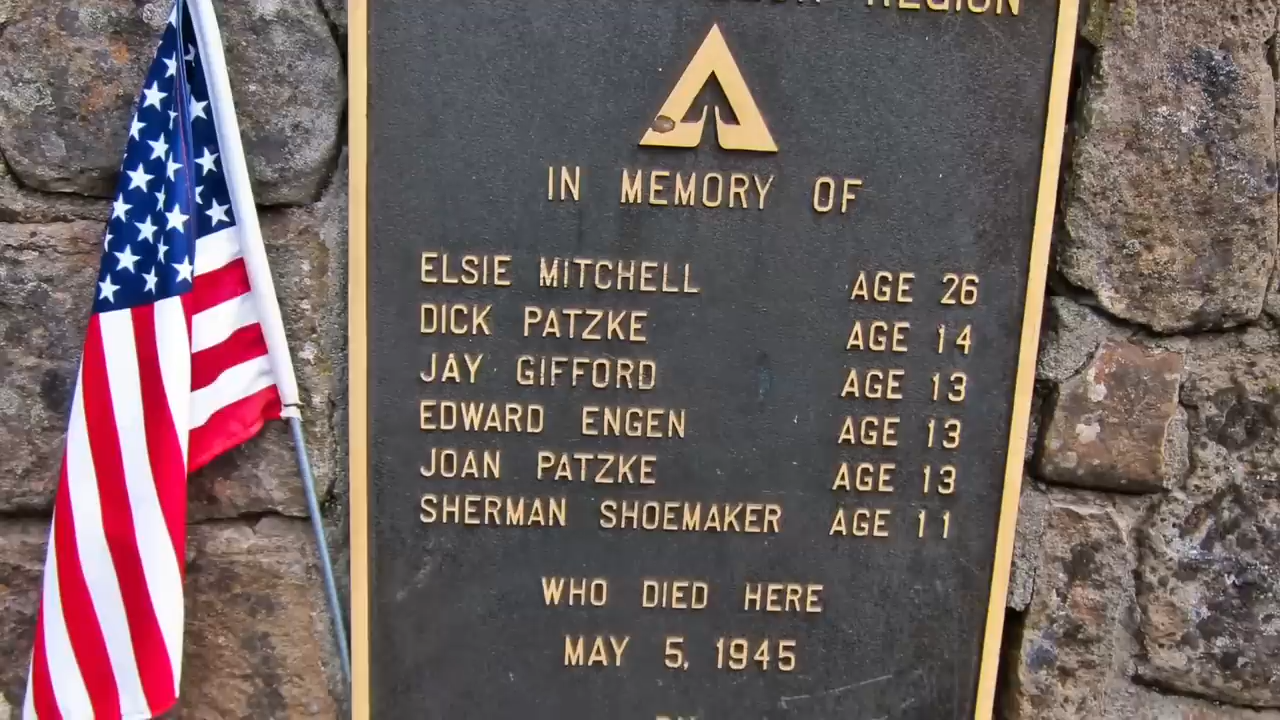 REGION
IN MEMORY OF
ELSIE MITCHELL AGE 26
DICK PATZKE AGE 14
JAY GIFFORD AGE 13
EDWARD ENGEN AGE 13
JOAN PATZKE AGE 13
SHERMAN SHOEMAKER AGE 11
WHO DIED HERE
MAY 5, 1945